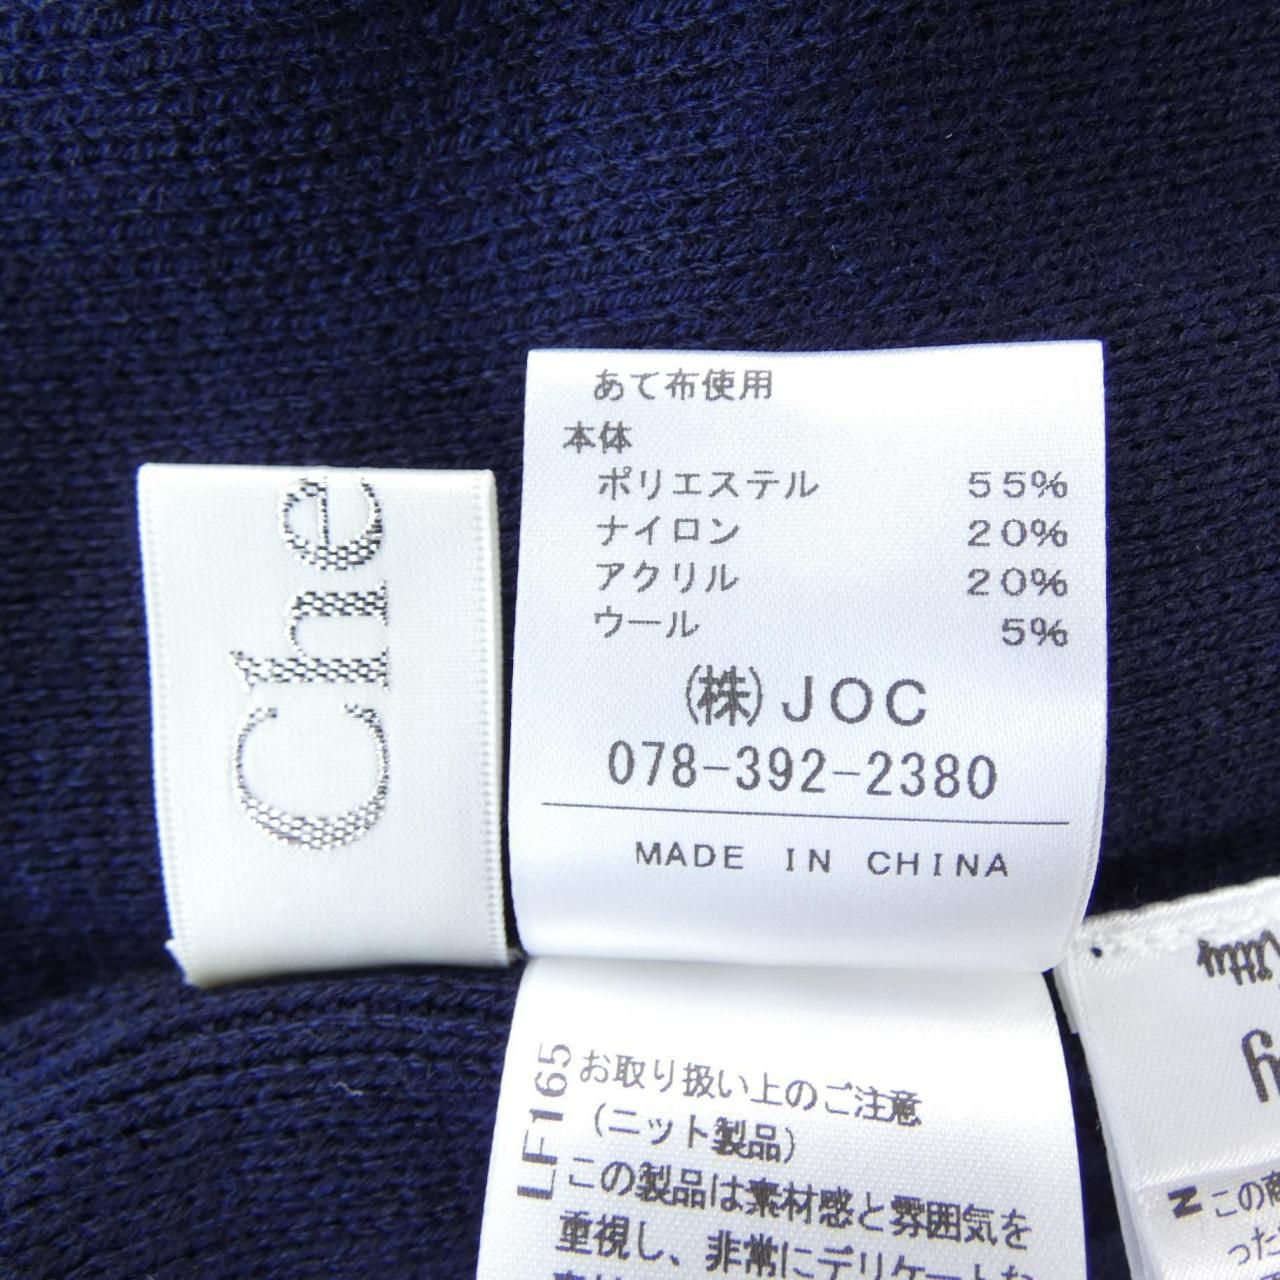 Che
あて布使用
本体
ポリエステル 55%
ナイロン 20%
アクリル 20%
ウール 5%
(株)JOC
078-392-2380
MADE IN CHINA
LF165
お取り扱い上のご注意
(ニット製品)
この製品は素材感と雰囲気を
重視し、非常にデリケートな
Kitty
この商
った